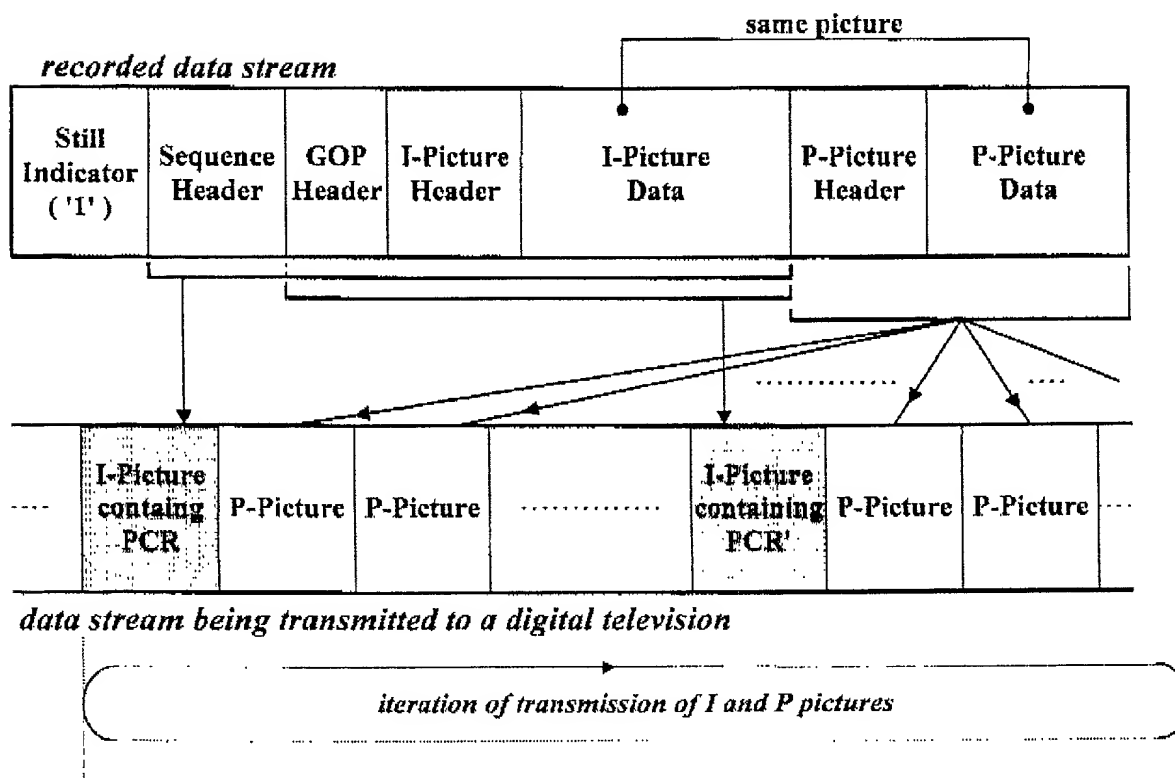 same picture
recorded data stream
Still
Indicator
( '1' )
Sequence
Header
GOP
Header
I-Picture
Header
I-Picture
Data
P-Picture
Header
P-Picture
Data
I-Picture
containg
PCR
P-Picture
P-Picture
I-Picture
containing
PCR'
P-Picture
P-Picture
data stream being transmitted to a digital television
iteration of transmission of I and P pictures